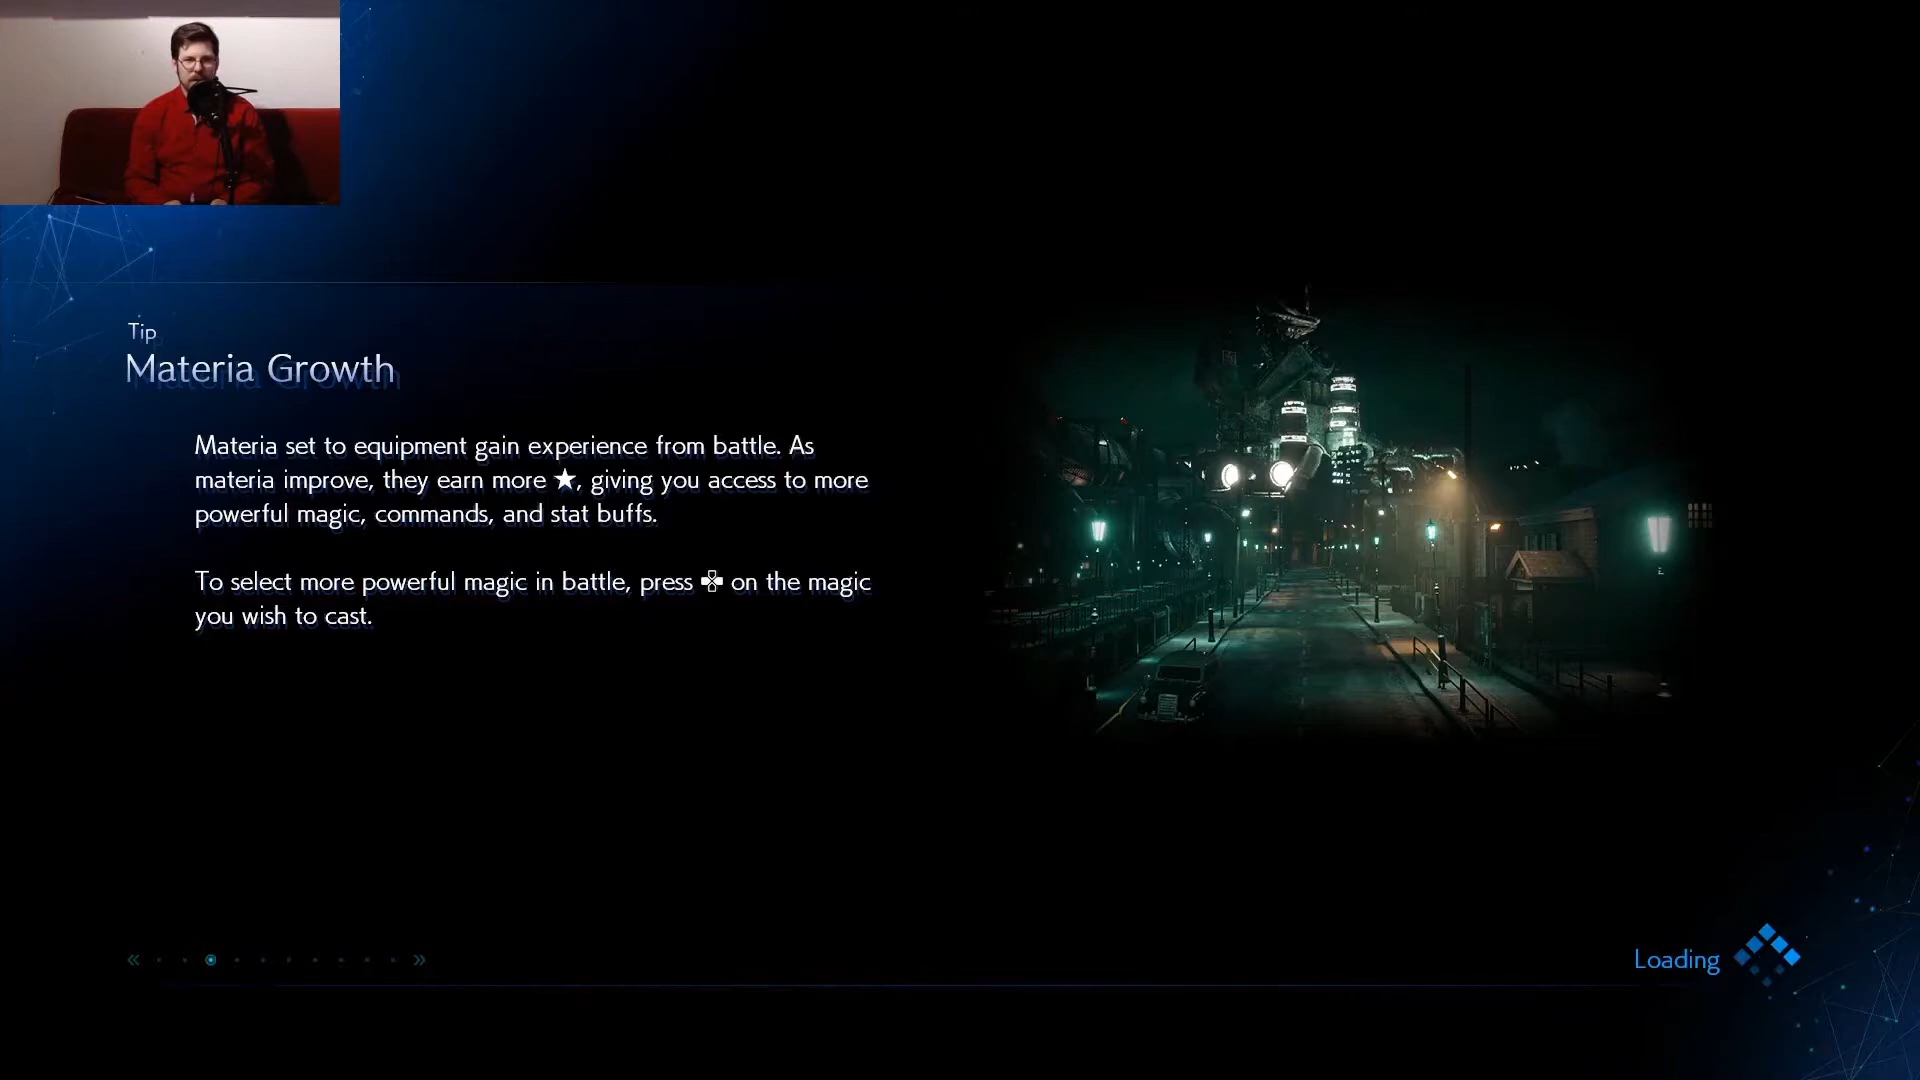 Tip
Materia Growth
Materia set to equipment gain experience from battle. As
materia improve, they earn more ★, giving you access to more
powerful magic, commands, and stat buffs.
To select more powerful magic in battle, press on the magic
you wish to cast.
Loading